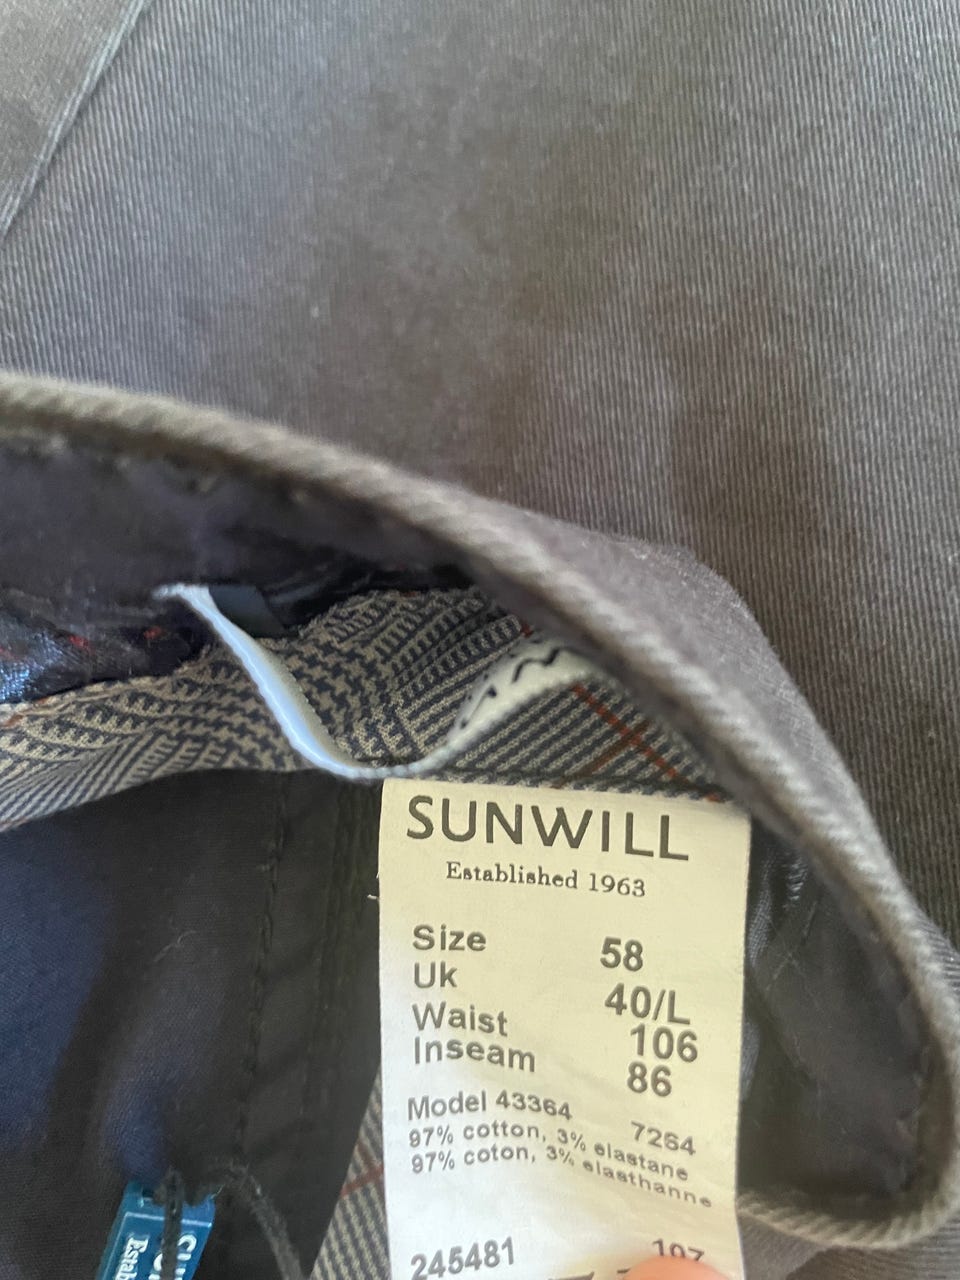 SUNWILL
Established 1963
Size 58
Uk 40/L
Waist 106
Inseam 86
Model 43364 7264
97% cotton, 3% elastane
97% coton, 3% elasthanne
245481 107